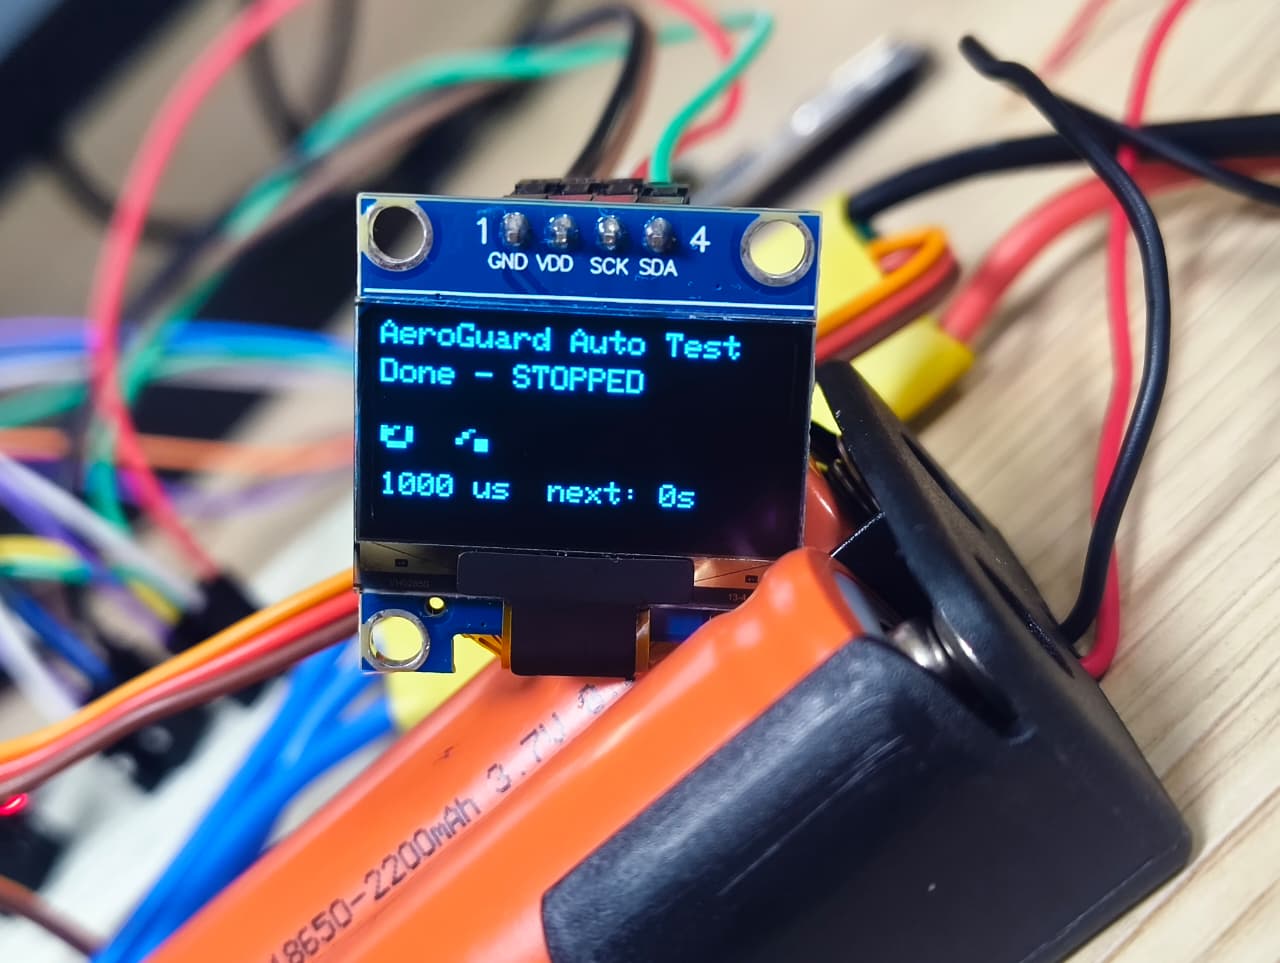 1 4
GND VDD SCK SDA
AeroGuard Auto Test
Done - STOPPED
1000 us next: 0s
18650-2200mAh 3.7V